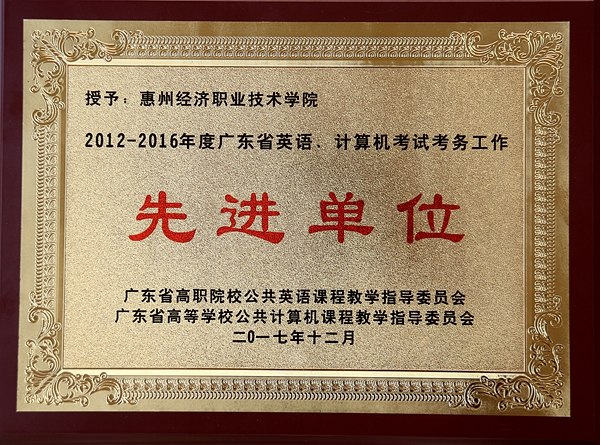 授予：惠州经济职业技术学院
2012-2016年度广东省英语、计算机考试考务工作
先进单位
广东省高职院校公共英语课程教学指导委员会
广东省高等学校公共计算机课程教学指导委员会
二0一七年十二月